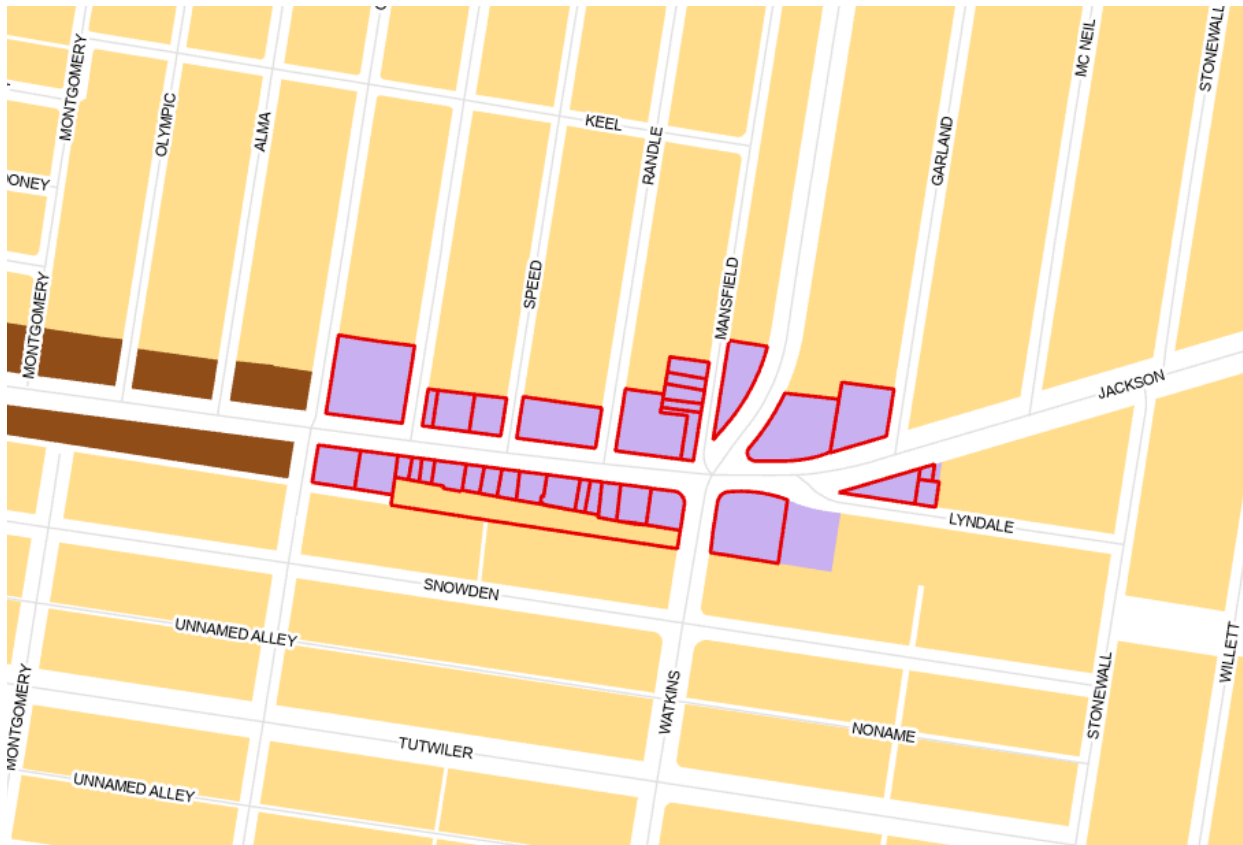 MONTGOMERY
OLYMPIC
ALMA
KEEL
RANDLE
MC NEIL
STONEWALL
GARLAND
OONEY
MONTGOMERY
SPEED
MANSFIELD
JACKSON
LYNDALE
SNOWDEN
UNNAMED ALLEY
WATKINS
NONAME
STONEWALL
WILLETT
MONTGOMERY
TUTWILER
UNNAMED ALLEY